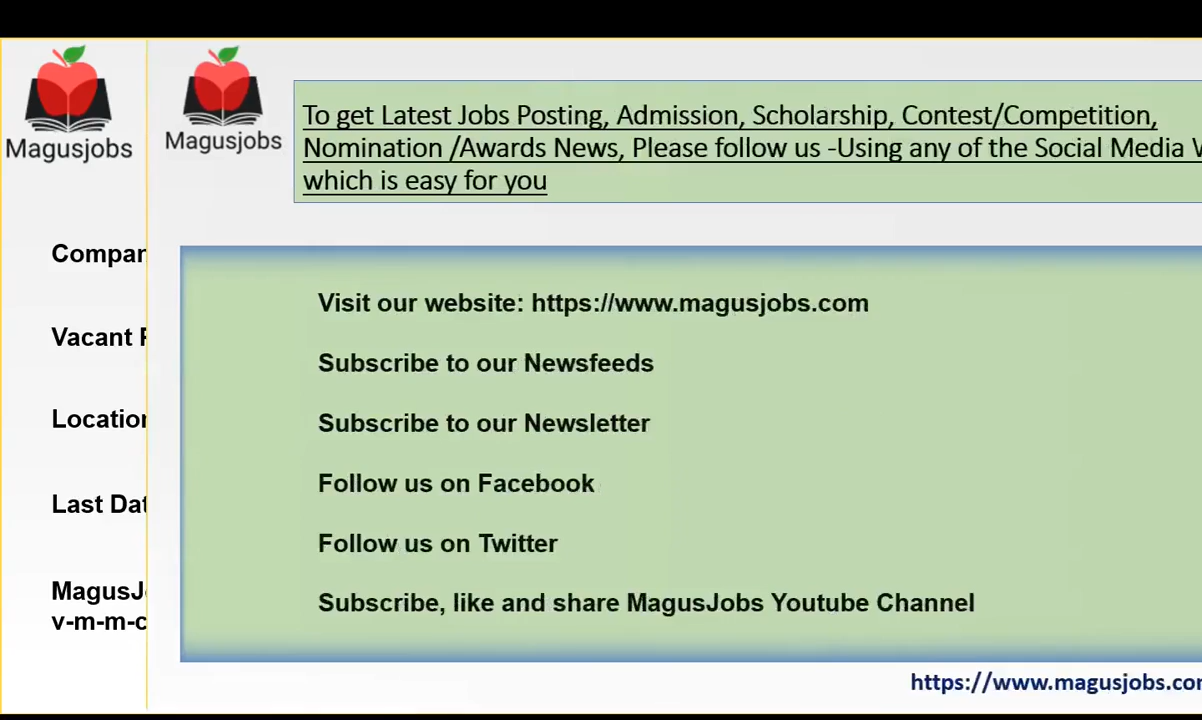 Magusjobs
Magusjobs
To get Latest Jobs Posting, Admission, Scholarship, Contest/Competition,
Nomination /Awards News, Please follow us -Using any of the Social Media
which is easy for you
Compan
Vacant
Location
Last Dat
MagusJ
v-m-m-c
Visit our website: https://www.magusjobs.com
Subscribe to our Newsfeeds
Subscribe to our Newsletter
Follow us on Facebook
Follow us on Twitter
Subscribe, like and share MagusJobs Youtube Channel
https://www.magusjobs.com